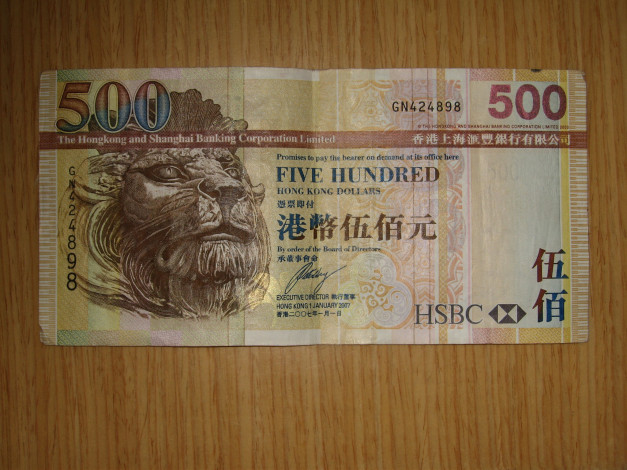 500
GN424898
500
The Hongkong and Shanghai Banking Corporation Limited
香港上海滙豐銀行有限公司
Promises to pay the bearer on demand at its office here
FIVE HUNDRED
HONG KONG DOLLARS
憑票即付
港幣伍佰元
By order of the Board of Directors
承董事會命
EXECUTIVE DIRECTOR 執行董事
HONG KONG 1 JANUARY 2007
香港二〇〇七年一月一日
GN424898
伍佰
HSBC